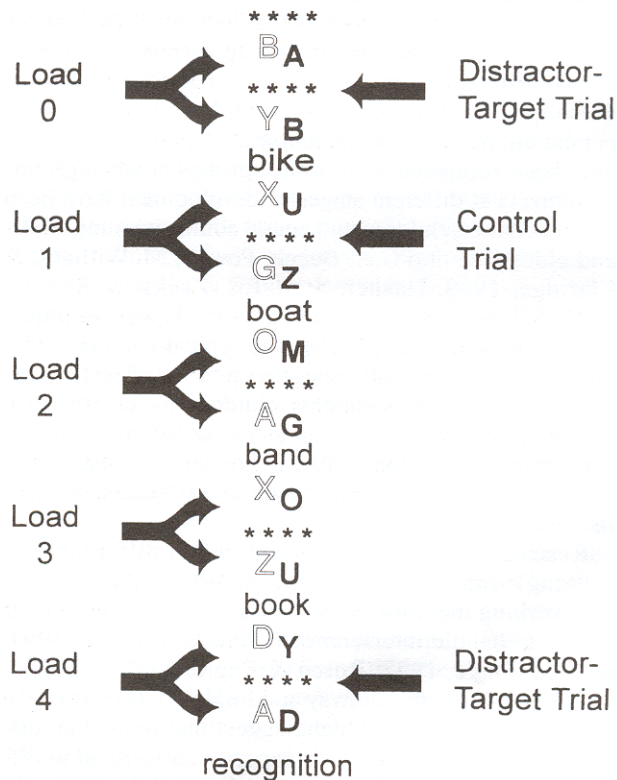 * * * *
B A
Load 0
* * * *
Distractor-Target Trial
Y B
bike
X U
Load 1
* * * *
Control Trial
G Z
boat
O M
Load 2
* * * *
A G
band
X O
Load 3
* * * *
Z U
book
D Y
Load 4
* * * *
Distractor-Target Trial
A D
recognition